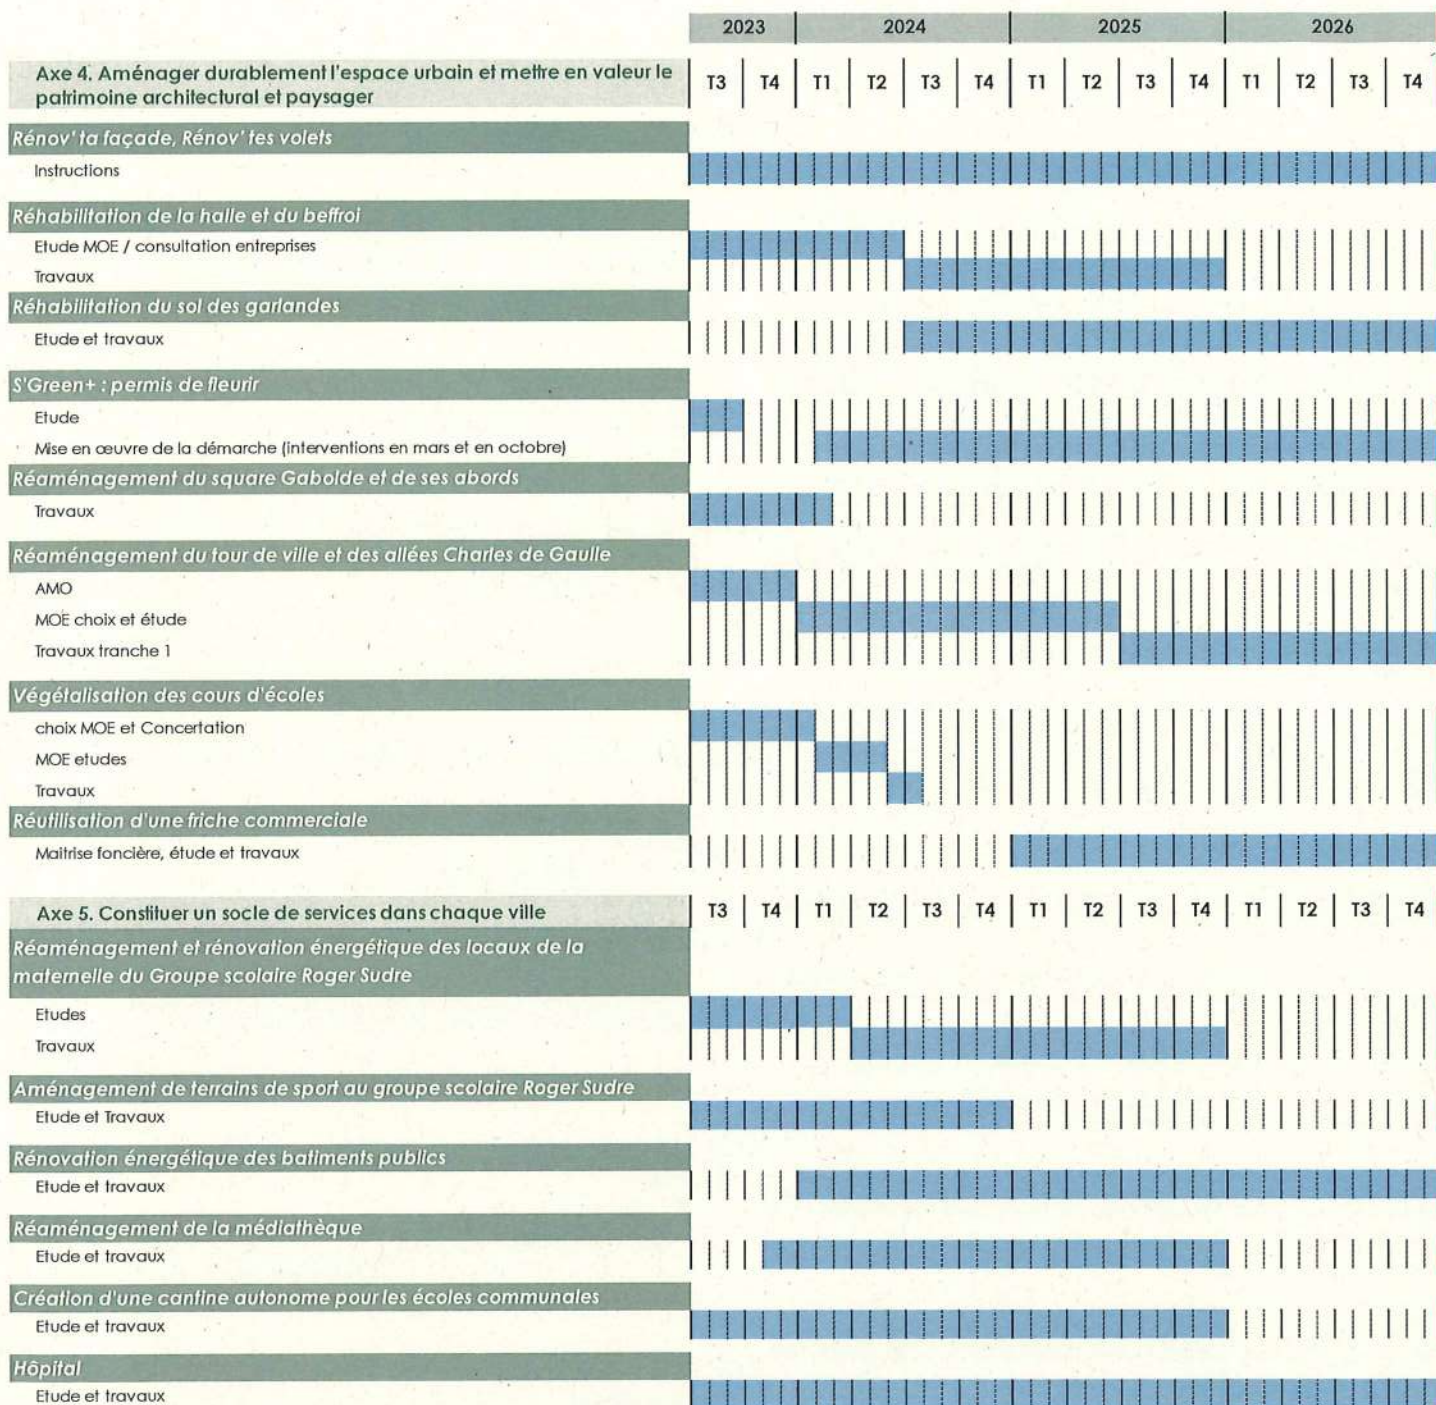 2023 2024 2025 2026
Axe 4. Aménager durablement l'espace urbain et mettre en valeur le
patrimoine architectural et paysager
T3 T4 T1 T2 T3 T4 T1 T2 T3 T4 T1 T2 T3 T4
Rénov' ta façade, Rénov' tes volets
Instructions
Réhabilitation de la halle et du beffroi
Etude MOE / consultation entreprises
Travaux
Réhabilitation du sol des garlandes
Etude et travaux
S'Green+ : permis de fleurir
Etude
Mise en œuvre de la démarche (interventions en mars et en octobre)
Réaménagement du square Gabolde et de ses abords
Travaux
Réaménagement du tour de ville et des allées Charles de Gaulle
AMO
MOE choix et étude
Travaux tranche 1
Végétalisation des cours d'écoles
choix MOE et Concertation
MOE etudes
Travaux
Réutilisation d'une friche commerciale
Maitrise foncière, étude et travaux
Axe 5. Constituer un socle de services dans chaque ville
T3 T4 T1 T2 T3 T4 T1 T2 T3 T4 T1 T2 T3 T4
Réaménagement et rénovation énergétique des locaux de la
maternelle du Groupe scolaire Roger Sudre
Etudes
Travaux
Aménagement de terrains de sport au groupe scolaire Roger Sudre
Etude et Travaux
Rénovation énergétique des batiments publics
Etude et travaux
Réaménagement de la médiathèque
Etude et travaux
Création d'une cantine autonome pour les écoles communales
Etude et travaux
Hôpital
Etude et travaux